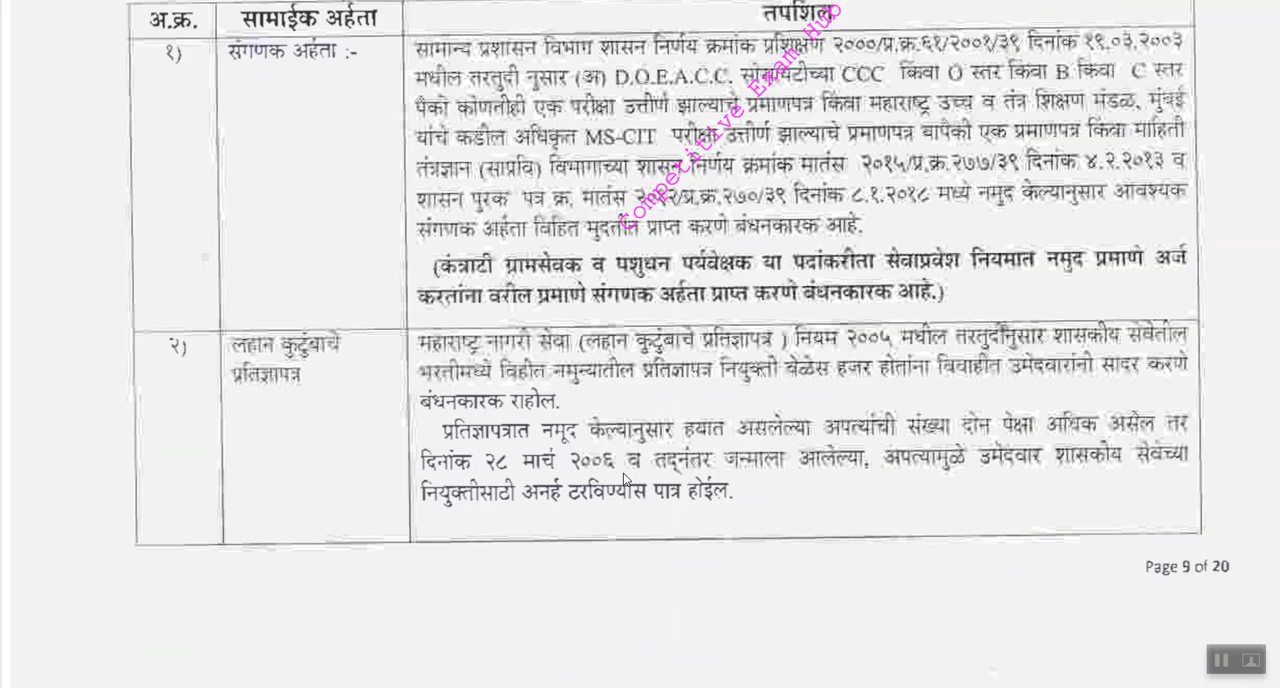 अ.क्र. सामाईक अर्हता तपशिल
१) संगणक अर्हता :- सामान्य प्रशासन विभाग शासन निर्णय क्रमांक प्रशिक्षण २०००/प्र.क्र.६१/२००१/३९ दिनांक १९.०३.२००३
मधील तरतुदी नुसार (अ) D.O.E.A.C.C. सोसायटीच्या CCC किंवा O स्तर किंवा B किंवा C स्तर
पैकी कोणतीही एक परीक्षा उत्तीर्ण झाल्याचे प्रमाणपत्र किंवा महाराष्ट्र उच्च व तंत्र शिक्षण मंडळ, मुंबई
यांचे कडील अधिकृत MS-CIT परीक्षा उत्तीर्ण झाल्याचे प्रमाणपत्र यापैकी एक प्रमाणपत्र किंवा माहिती
तंत्रज्ञान (साप्रवि) विभागाच्या शासन निर्णय क्रमांक मातंस २०१५/प्र.क्र.२७७/३९ दिनांक ४.२.२०१३ व
शासन पुरक पत्र क्र. मातंस २०१२/प्र.क्र.२७०/३९ दिनांक ८.१.२०१८ मध्ये नमुद केल्यानुसार आवश्यक
संगणक अर्हता विहित मुदतीत प्राप्त करणे बंधनकारक आहे.
(कंत्राटी ग्रामसेवक व पशुधन पर्यवेक्षक या पदांकरीता सेवाप्रवेश नियमात नमुद प्रमाणे अर्ज
करतांना वरील प्रमाणे संगणक अर्हता प्राप्त करणे बंधनकारक आहे.)
२) लहान कुटुंबाचे महाराष्ट्र नागरी सेवा (लहान कुटुंबाचे प्रतिज्ञापत्र ) नियम २००५ मधील तरतुदींनुसार शासकीय सेवेतील
प्रतिज्ञापत्र भरतीमध्ये विहीत नमुन्यातील प्रतिज्ञापत्र नियुक्ती वेळेस हजर होतांना विवाहीत उमेदवारांनी सादर करणे
बंधनकारक राहील.
प्रतिज्ञापत्रात नमूद केल्यानुसार हयात असलेल्या अपत्यांची संख्या दोन पेक्षा अधिक असेल तर
दिनांक २८ मार्च २००६ व तद्नंतर जन्माला आलेल्या, अपत्यामुळे उमेदवार शासकीय सेवेच्या
नियुक्तीसाठी अनर्ह ठरविण्यास पात्र होईल.
Competitive Exam Hub
Page 9 of 20